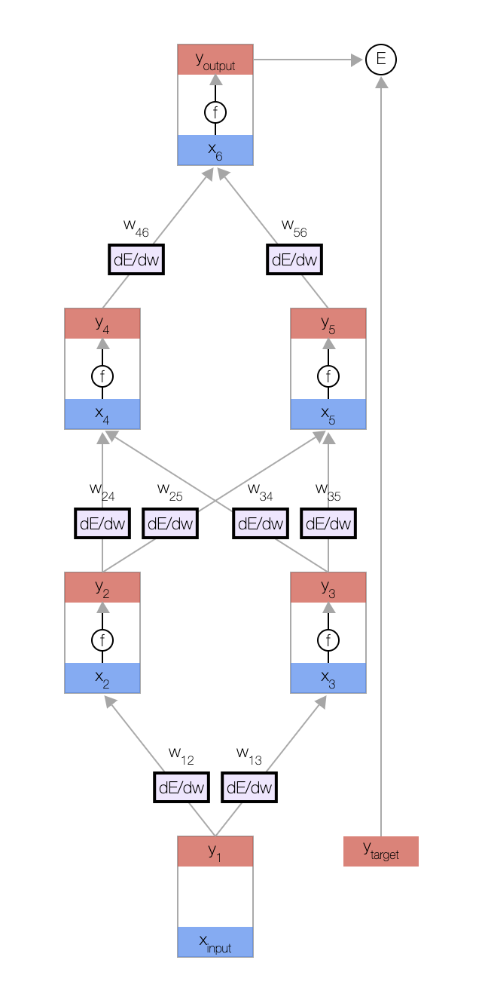 y_output E
f
x_6
w_46 w_56
dE/dw dE/dw
y_4 y_5
f f
x_4 x_5
w_24 w_25 w_34 w_35
dE/dw dE/dw dE/dw dE/dw
y_2 y_3
f f
x_2 x_3
w_12 w_13
dE/dw dE/dw
y_1 y_target
x_input